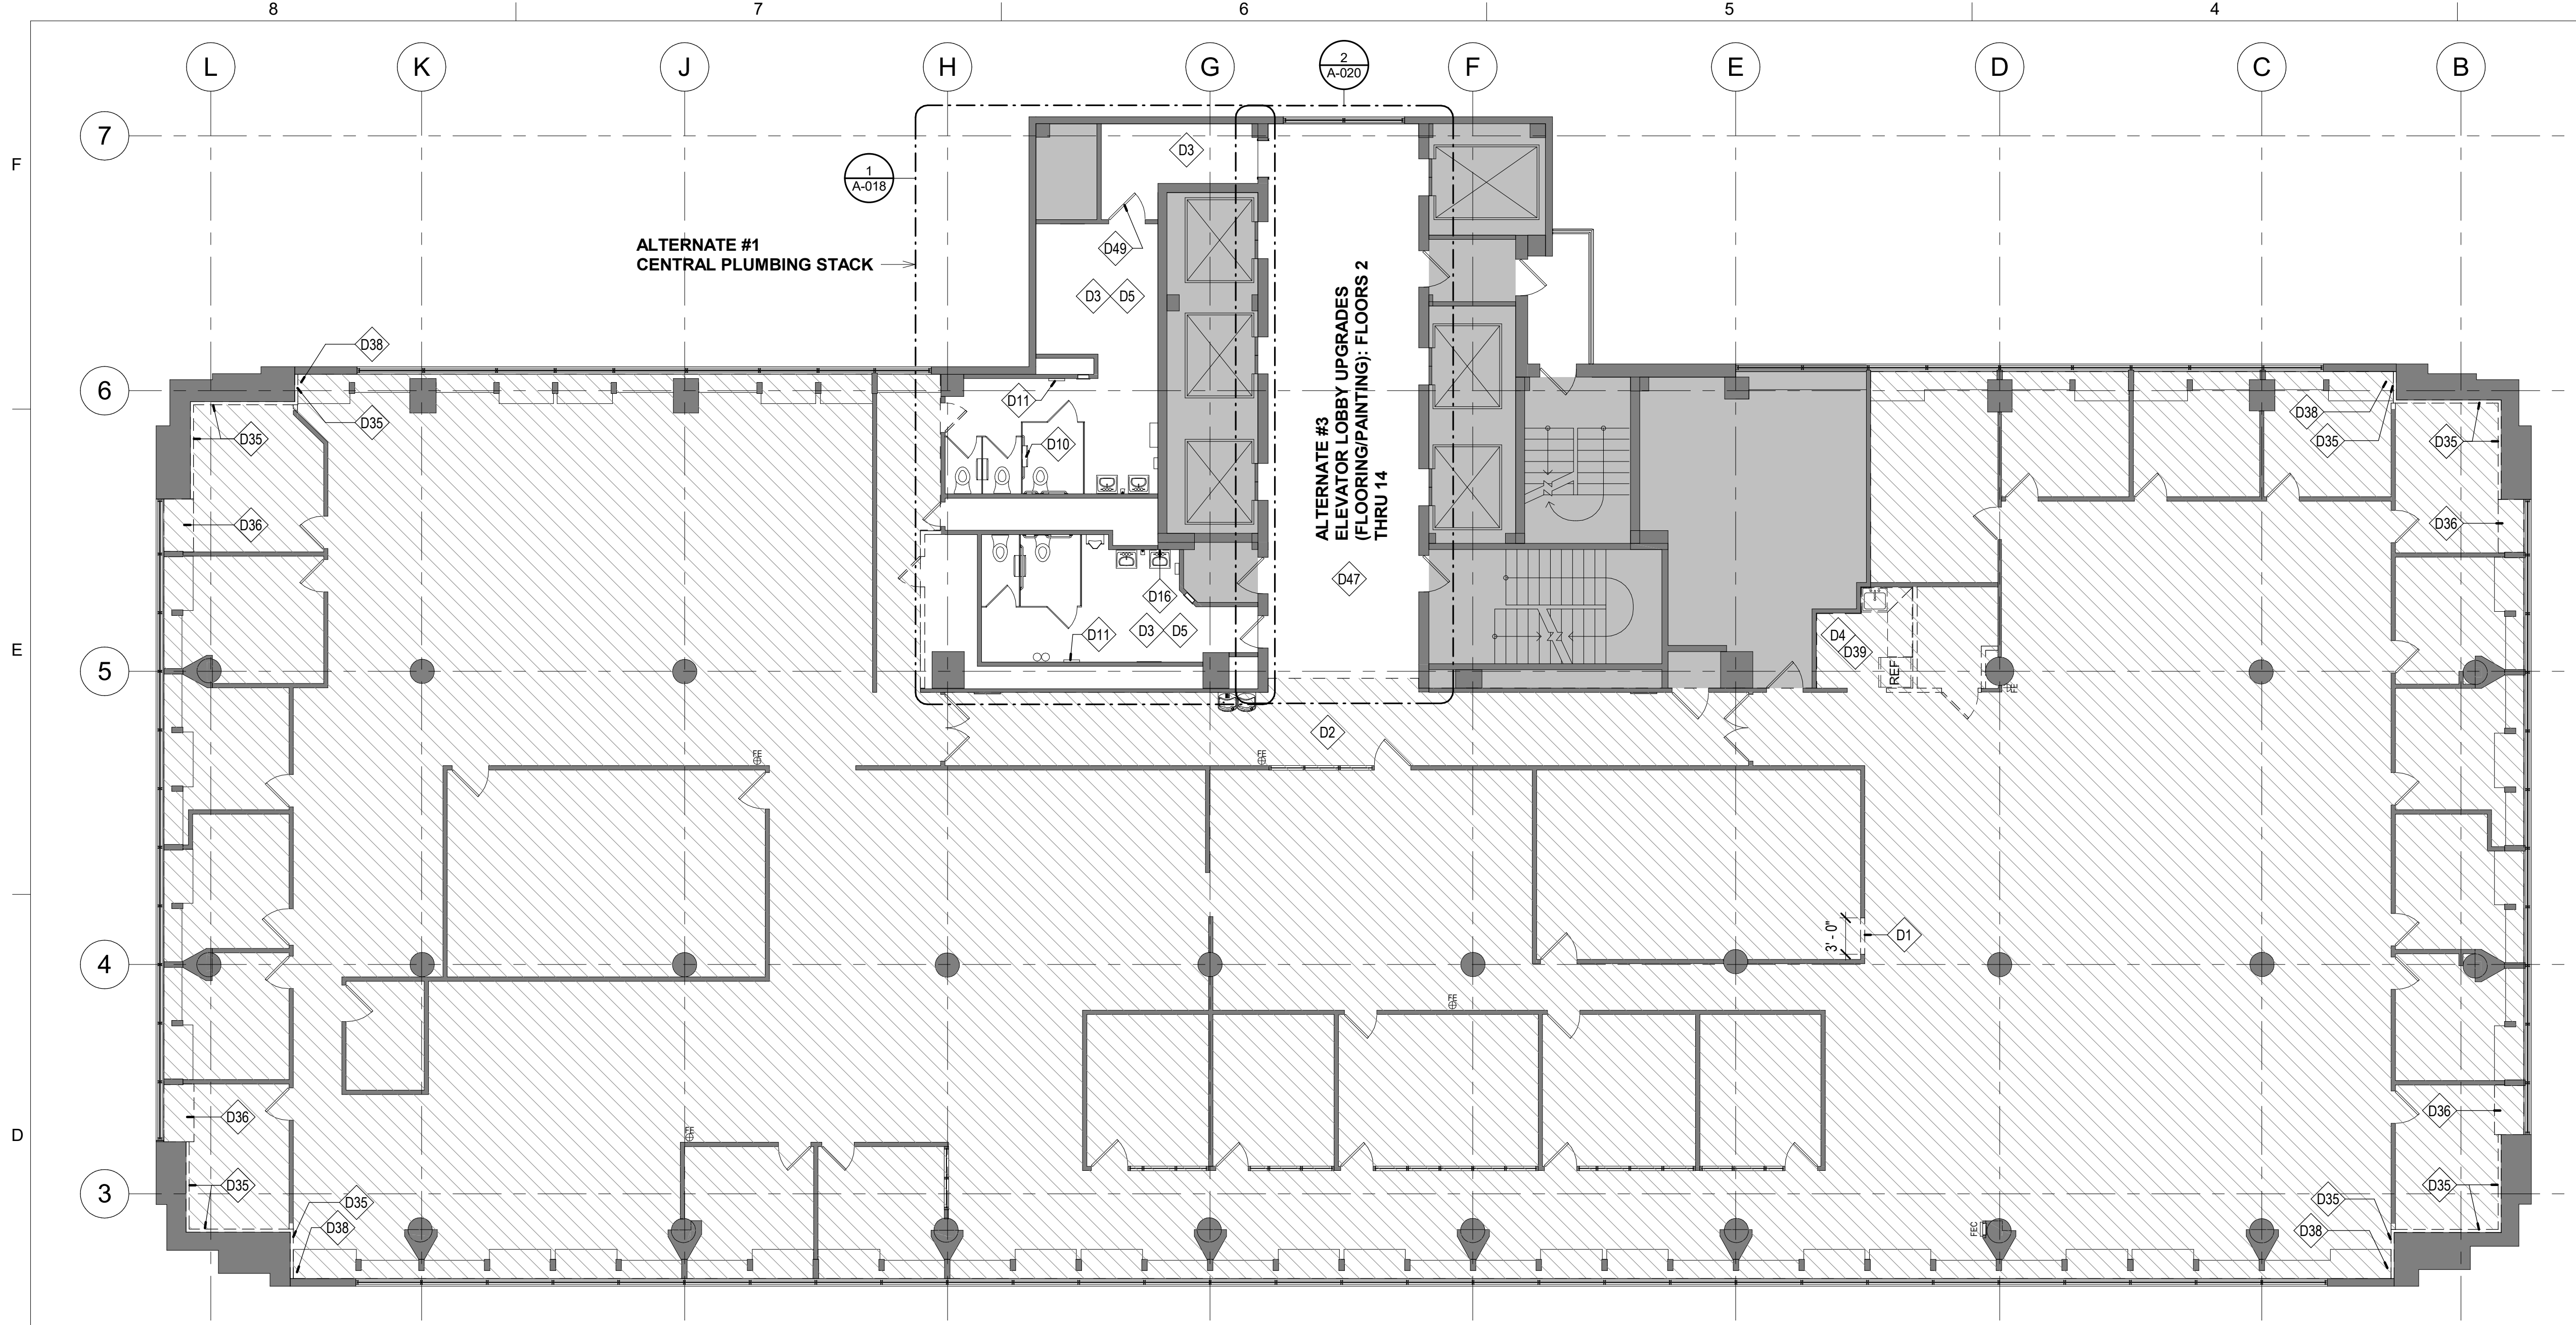 8 7 6 5 4
L K J H G F E D C B
2
A-020
7
F
D3
1
A-018
ALTERNATE #1
CENTRAL PLUMBING STACK
D49
D3 D5
ALTERNATE #3
ELEVATOR LOBBY UPGRADES
(FLOORING/PAINTING): FLOORS 2
THRU 14
D38
6
D11
D35
D35
D10
D38
D35
D35
D36
D36
D47
D16
D3 D5
D11
D4
D39
REF
E
5
FE
D2
FE
FE
3' - 0"
D1
4
FE
D36
D36
D
FE
D35
D35
D38
3
D35
D35
D38
FEC